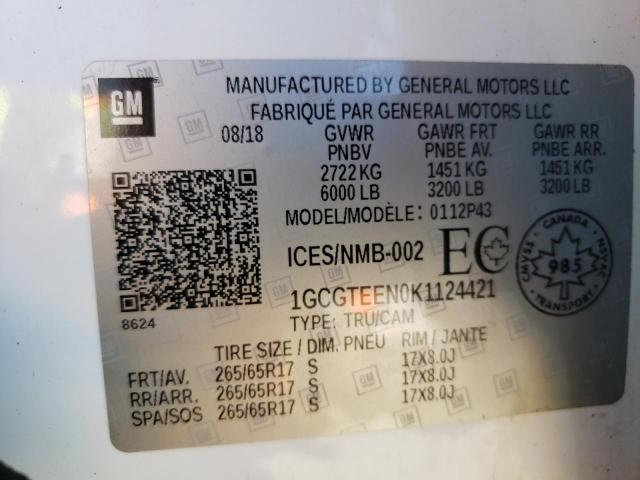 GM
MANUFACTURED BY GENERAL MOTORS LLC
FABRIQUÉ PAR GENERAL MOTORS LLC
08/18 GVWR GAWR FRT GAWR RR
PNBV PNBE AV. PNBE ARR.
2722 KG 1451 KG 1451 KG
6000 LB 3200 LB 3200 LB
MODEL/MODÈLE: 0112P43
ICES/NMB-002 EC
CANADA
CMVSS 985 NSVAC
1GCGTEEN0K1124421
8624 TYPE: TRU/CAM
TIRE SIZE / DIM. PNEU RIM / JANTE
FRT/AV. 265/65R17 S 17X8.0J
RR/ARR. 265/65R17 S 17X8.0J
SPA/SOS 265/65R17 S 17X8.0J